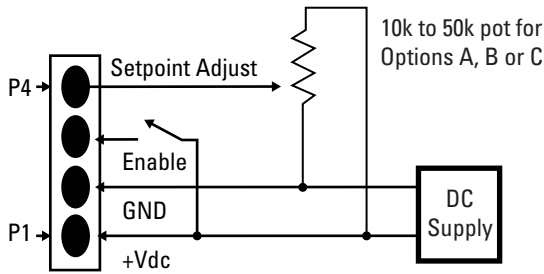 10k to 50k pot for
Options A, B or C
Setpoint Adjust
P4
Enable
GND
DC
Supply
P1
+Vdc